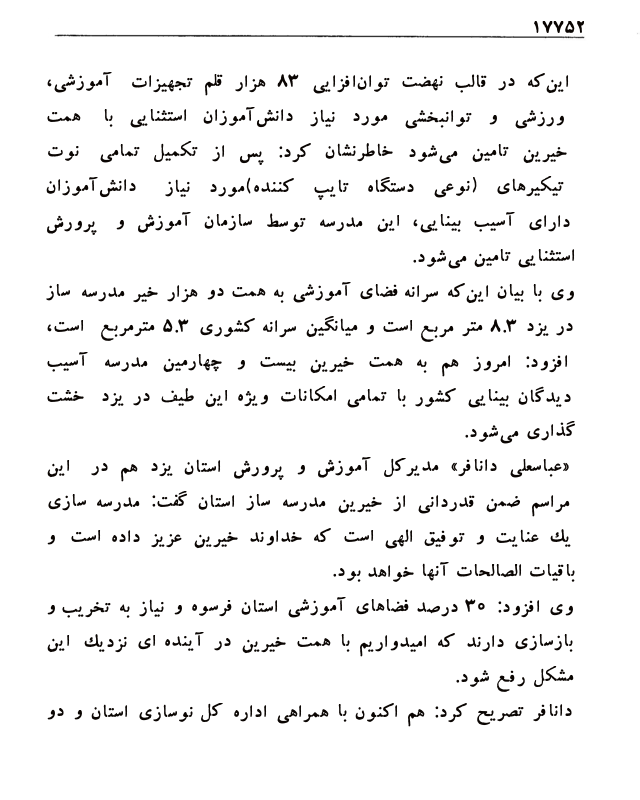 ۱۷۷۵۲
این‌که در قالب نهضت توان‌افزایی ۸۳ هزار قلم تجهیزات آموزشی،
ورزشی و توانبخشی مورد نیاز دانش‌آموزان استثنایی با همت
خیرین تامین می‌شود خاطرنشان کرد: پس از تکمیل تمامی نوت
تیکیرهای (نوعی دستگاه تایپ کننده)مورد نیاز دانش‌آموزان
دارای آسیب بینایی، این مدرسه توسط سازمان آموزش و پرورش
استثنایی تامین می‌شود.
وی با بیان این‌که سرانه فضای آموزشی به همت دو هزار خیر مدرسه ساز
در یزد ۸.۳ متر مربع است و میانگین سرانه کشوری ۵.۳ مترمربع است،
افزود: امروز هم به همت خیرین بیست و چهارمین مدرسه آسیب
دیدگان بینایی کشور با تمامی امکانات ویژه این طیف در یزد خشت
گذاری می‌شود.
«عباسعلی دانافر» مدیرکل آموزش و پرورش استان یزد هم در این
مراسم ضمن قدردانی از خیرین مدرسه ساز استان گفت: مدرسه سازی
یك عنایت و توفیق الهی است که خداوند خیرین عزیز داده است و
باقیات الصالحات آنها خواهد بود.
وی افزود: ۳۰ درصد فضاهای آموزشی استان فرسوه و نیاز به تخریب و
بازسازی دارند که امیدواریم با همت خیرین در آینده ای نزدیك این
مشکل رفع شود.
دانافر تصریح کرد: هم اکنون با همراهی اداره کل نوسازی استان و دو